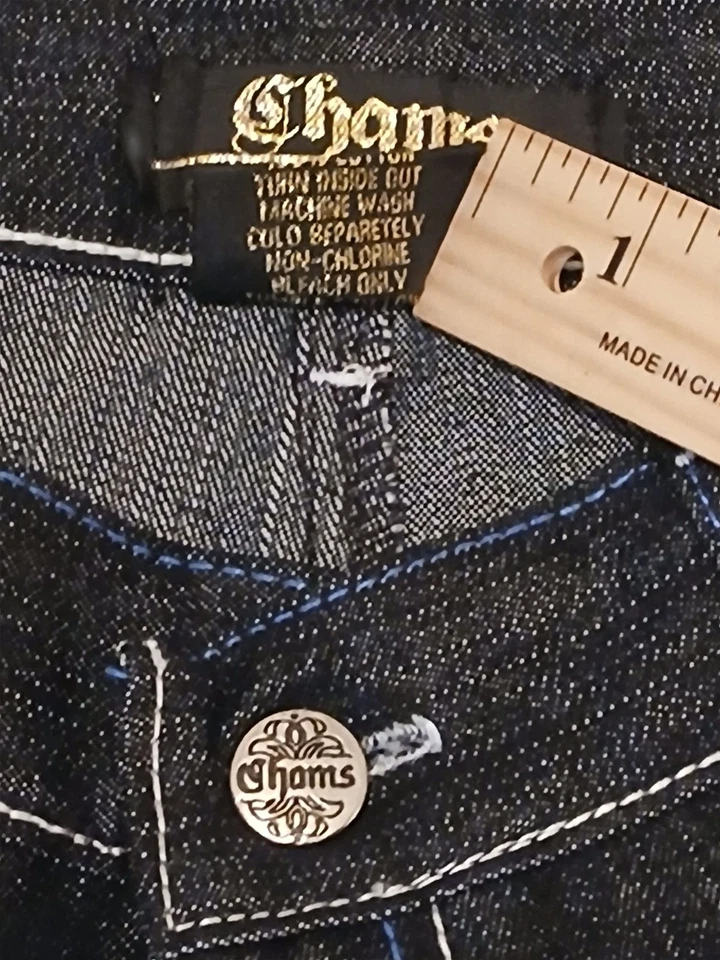 Chams
TURN INSIDE OUT
MACHINE WASH
COLD SEPARETELY
NON-CHLORINE
BLEACH ONLY
1
MADE IN CH
Chams